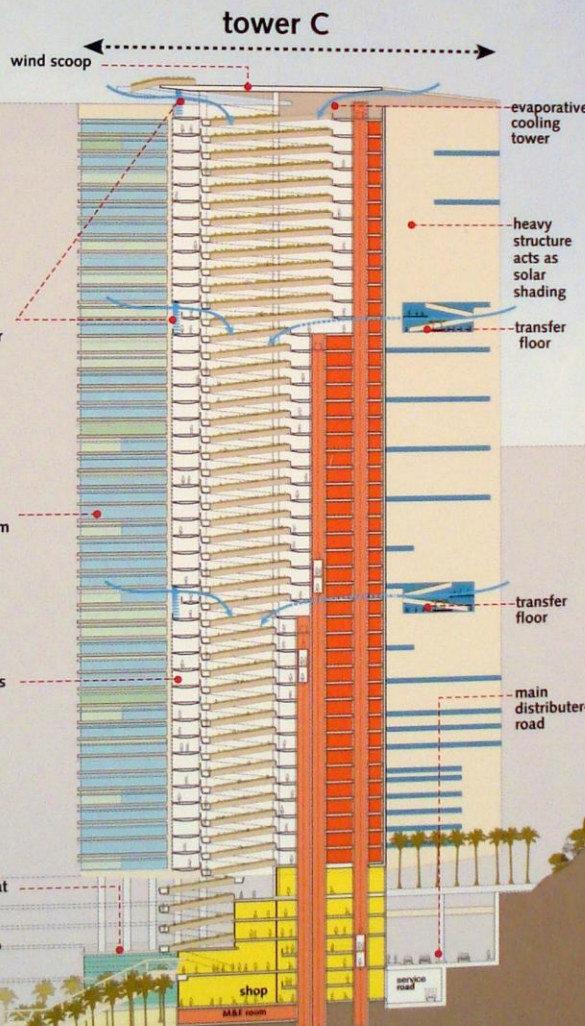 tower C
wind scoop
evaporative
cooling
tower
heavy
structure
acts as
solar
shading
transfer
floor
transfer
floor
main
distributer
road
shop
service
road
M&E room